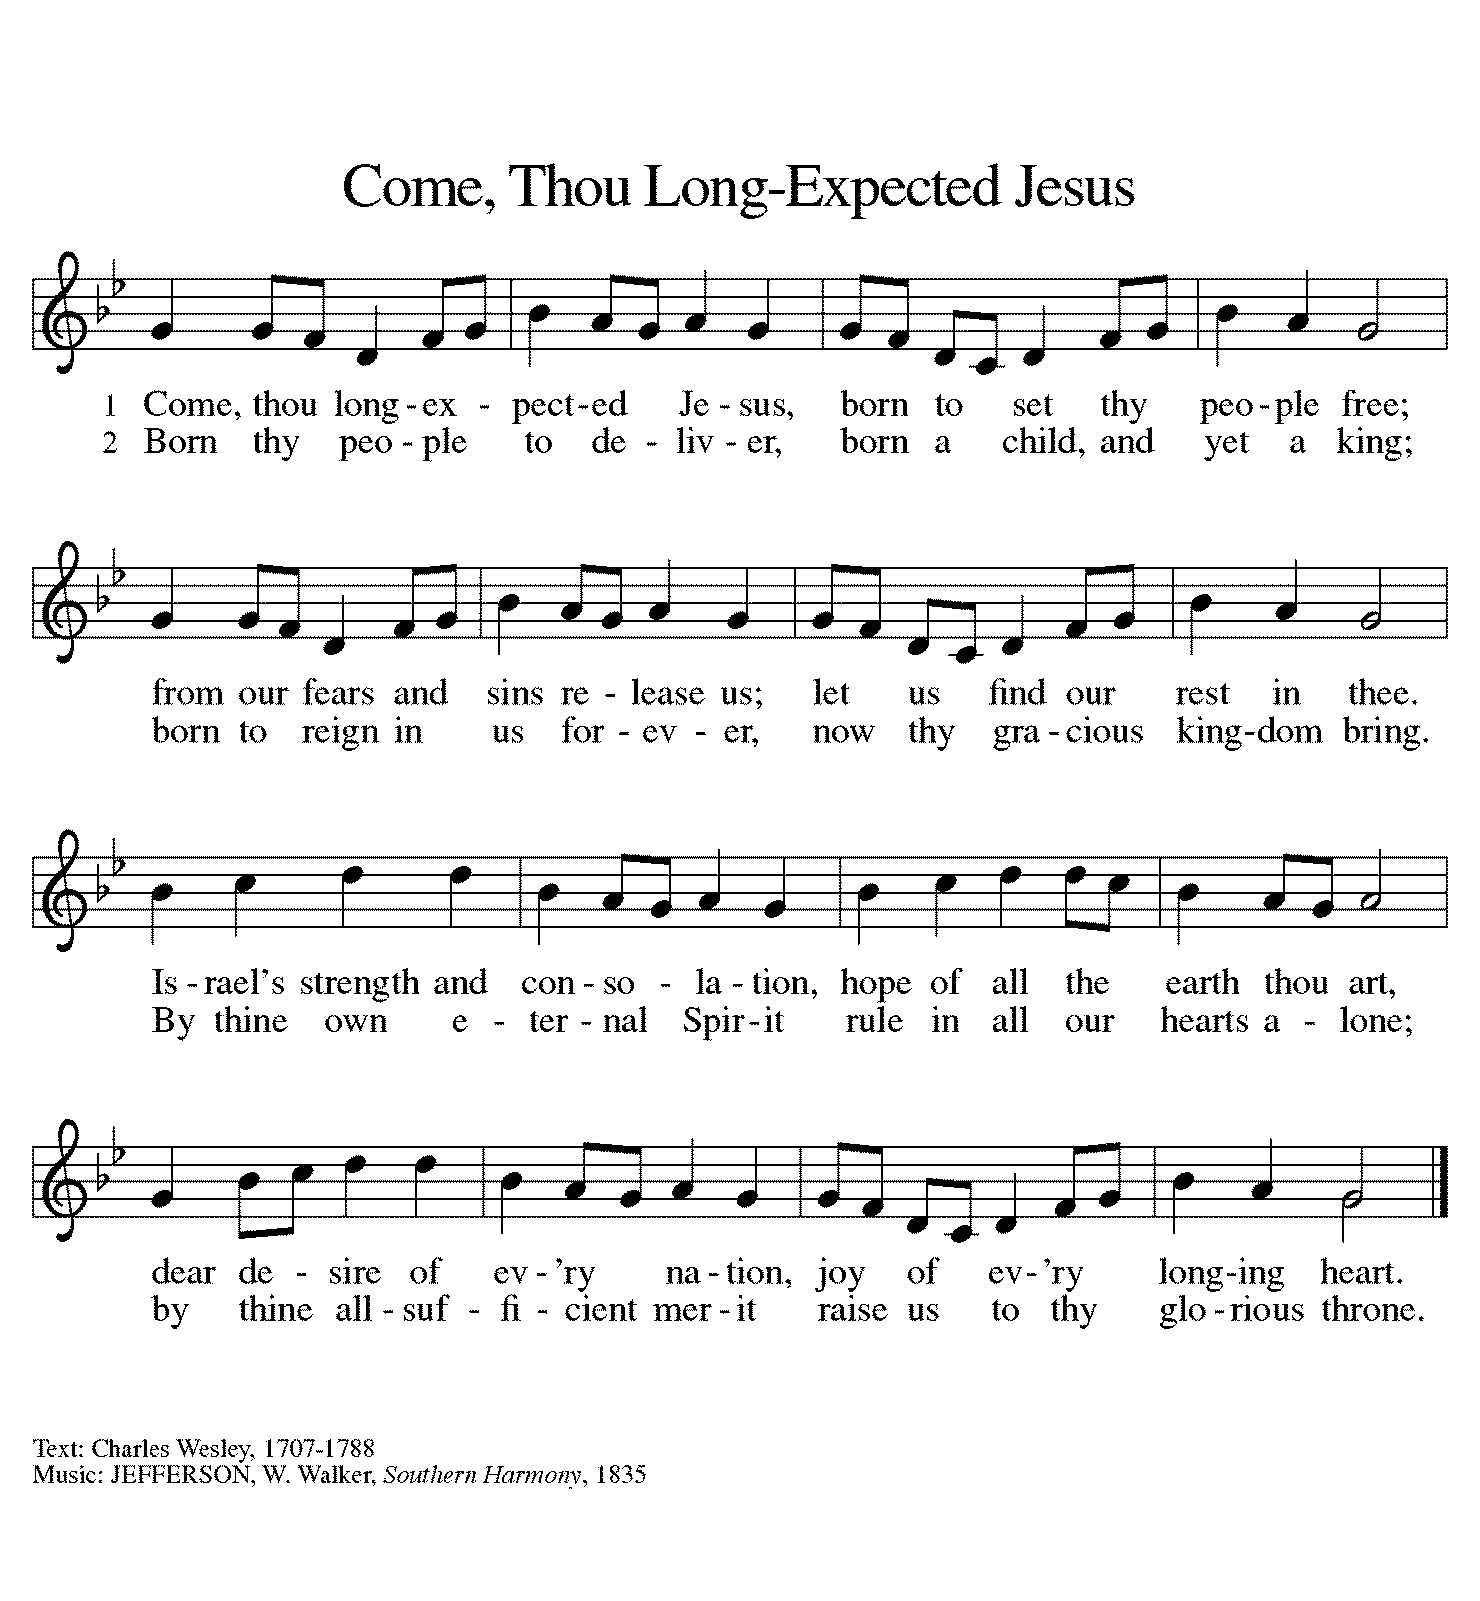 Come, Thou Long-Expected Jesus
1 Come, thou long-ex - pect-ed Je - sus, born to set thy peo-ple free;
2 Born thy peo - ple to de - liv - er, born a child, and yet a king;
from our fears and sins re - lease us; let us find our rest in thee.
born to reign in us for - ev - er, now thy gra-cious king-dom bring.
Is-rael's strength and con-so - la-tion, hope of all the earth thou art,
By thine own e - ter-nal Spir-it rule in all our hearts a - lone;
dear de - sire of ev-'ry na-tion, joy of ev-'ry long-ing heart.
by thine all-suf - fi - cient mer-it raise us to thy glo-rious throne.
Text: Charles Wesley, 1707-1788
Music: JEFFERSON, W. Walker, Southern Harmony, 1835